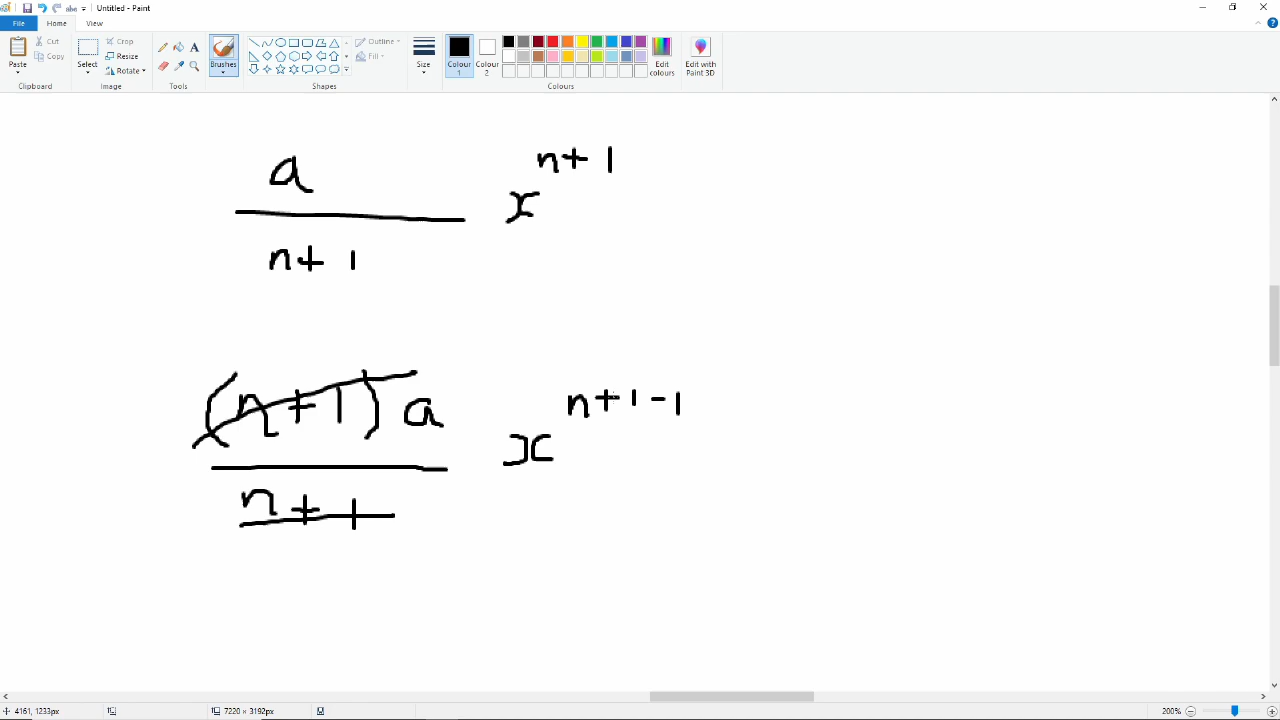 Untitled - Paint
File Home View
Paste Cut Copy Select Crop Resize Rotate A Brushes Outline Fill Size Colour 1 Colour 2 Edit colours Edit with Paint 3D
Clipboard Image Tools Shapes Colours
n+1
a x
n+1
n+1-1
(n+1)a x
n+1
4161, 1233px 7220 × 3192px 200%